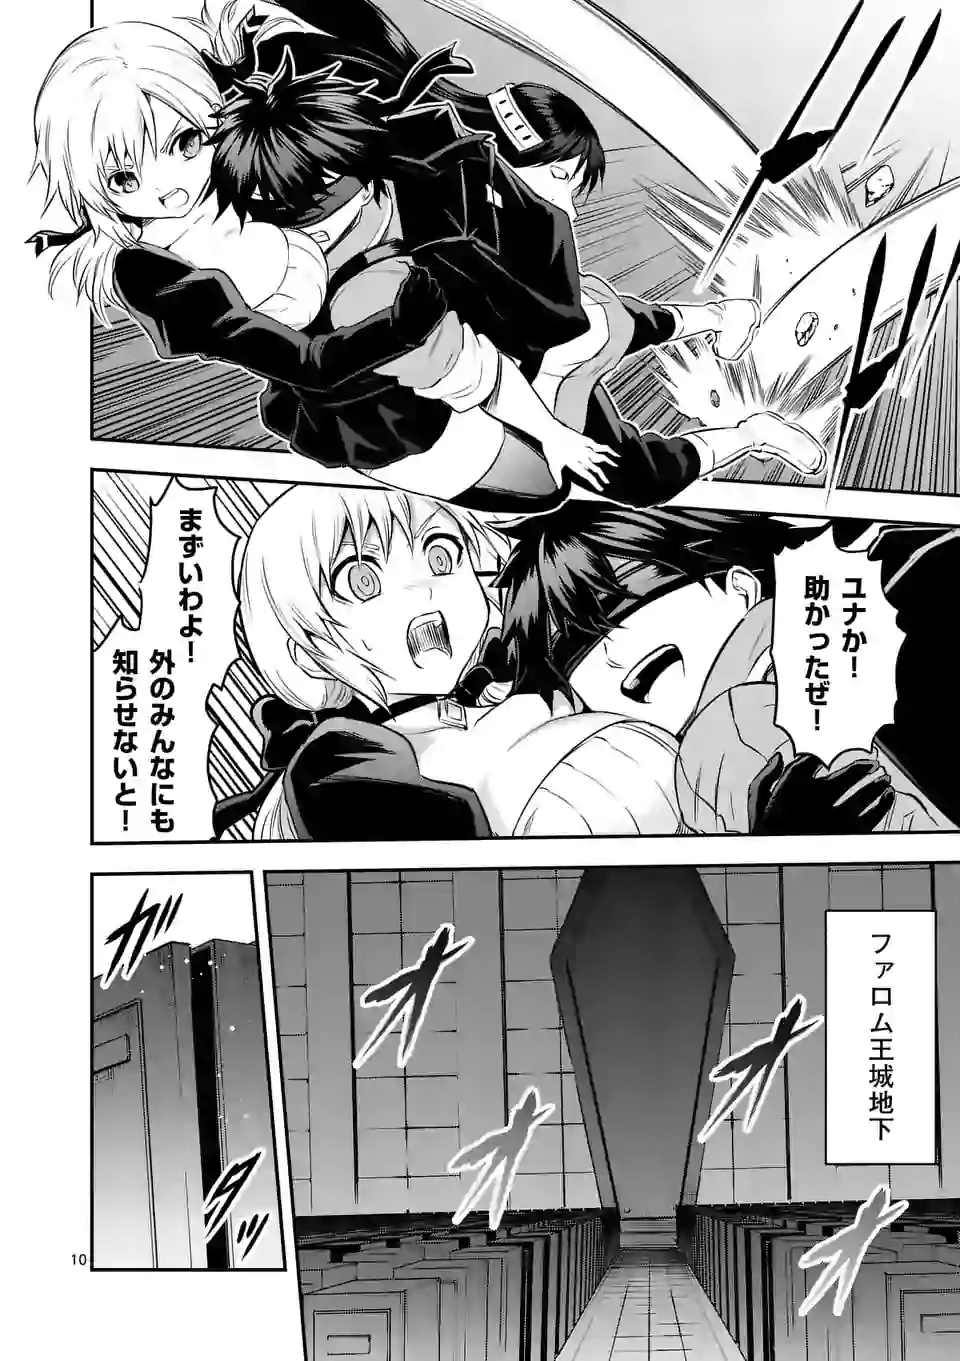 ユナか！
助かったぜ！
まずいわよ！
外のみんなにも
知らせないと！
ファロム王城地下
オ
オ
オ
オ
ガ
タッ
10